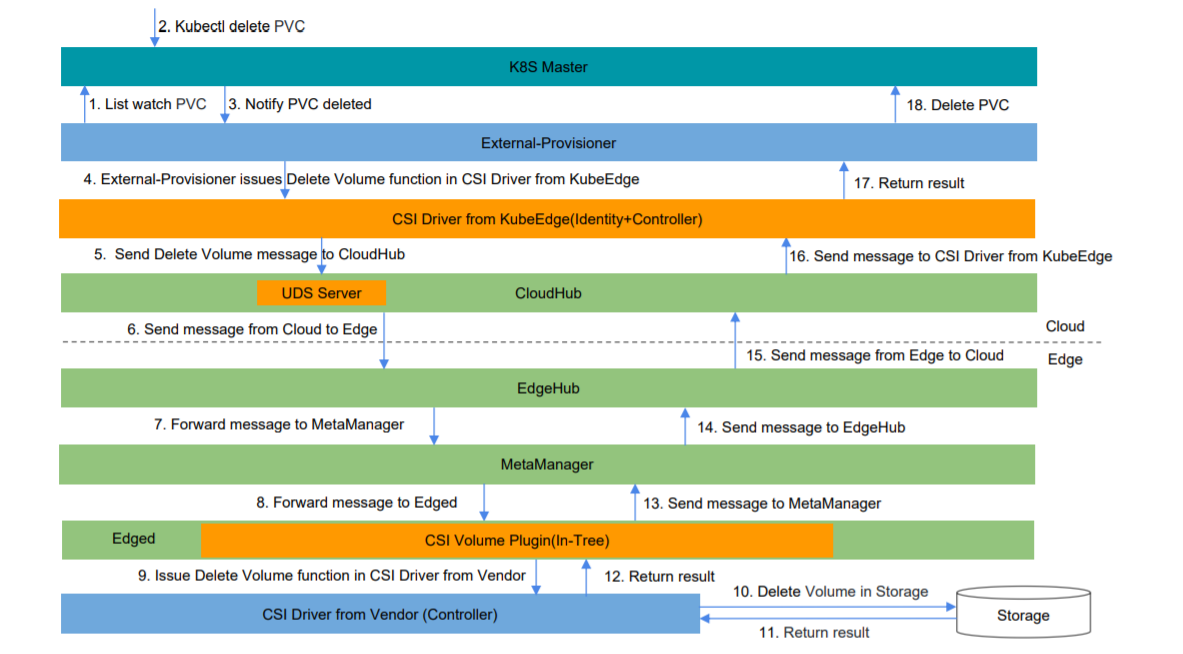 2. Kubectl delete PVC
K8S Master
1. List watch PVC
3. Notify PVC deleted
18. Delete PVC
External-Provisioner
4. External-Provisioner issues Delete Volume function in CSI Driver from KubeEdge
17. Return result
CSI Driver from KubeEdge(Identity+Controller)
5. Send Delete Volume message to CloudHub
16. Send message to CSI Driver from KubeEdge
UDS Server
CloudHub
6. Send message from Cloud to Edge
Cloud
15. Send message from Edge to Cloud
Edge
EdgeHub
7. Forward message to MetaManager
14. Send message to EdgeHub
MetaManager
8. Forward message to Edged
13. Send message to MetaManager
Edged
CSI Volume Plugin(In-Tree)
9. Issue Delete Volume function in CSI Driver from Vendor
12. Return result
10. Delete Volume in Storage
CSI Driver from Vendor (Controller)
Storage
11. Return result